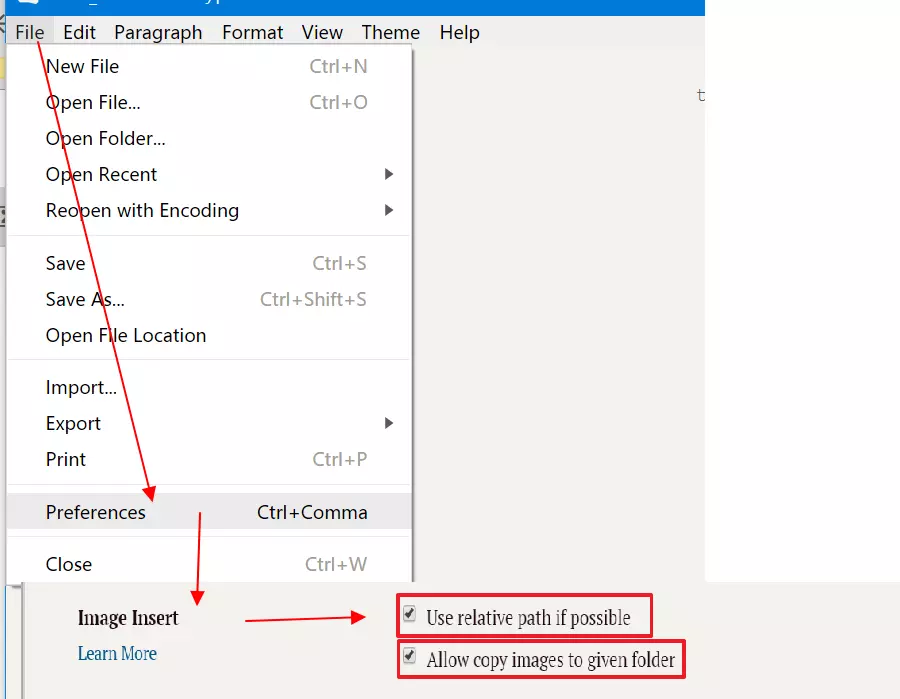 File Edit Paragraph Format View Theme Help
New File Ctrl+N
Open File... Ctrl+O
Open Folder...
Open Recent
Reopen with Encoding
Save Ctrl+S
Save As... Ctrl+Shift+S
Open File Location
Import...
Export
Print Ctrl+P
Preferences Ctrl+Comma
Close Ctrl+W
Image Insert Use relative path if possible
Learn More Allow copy images to given folder